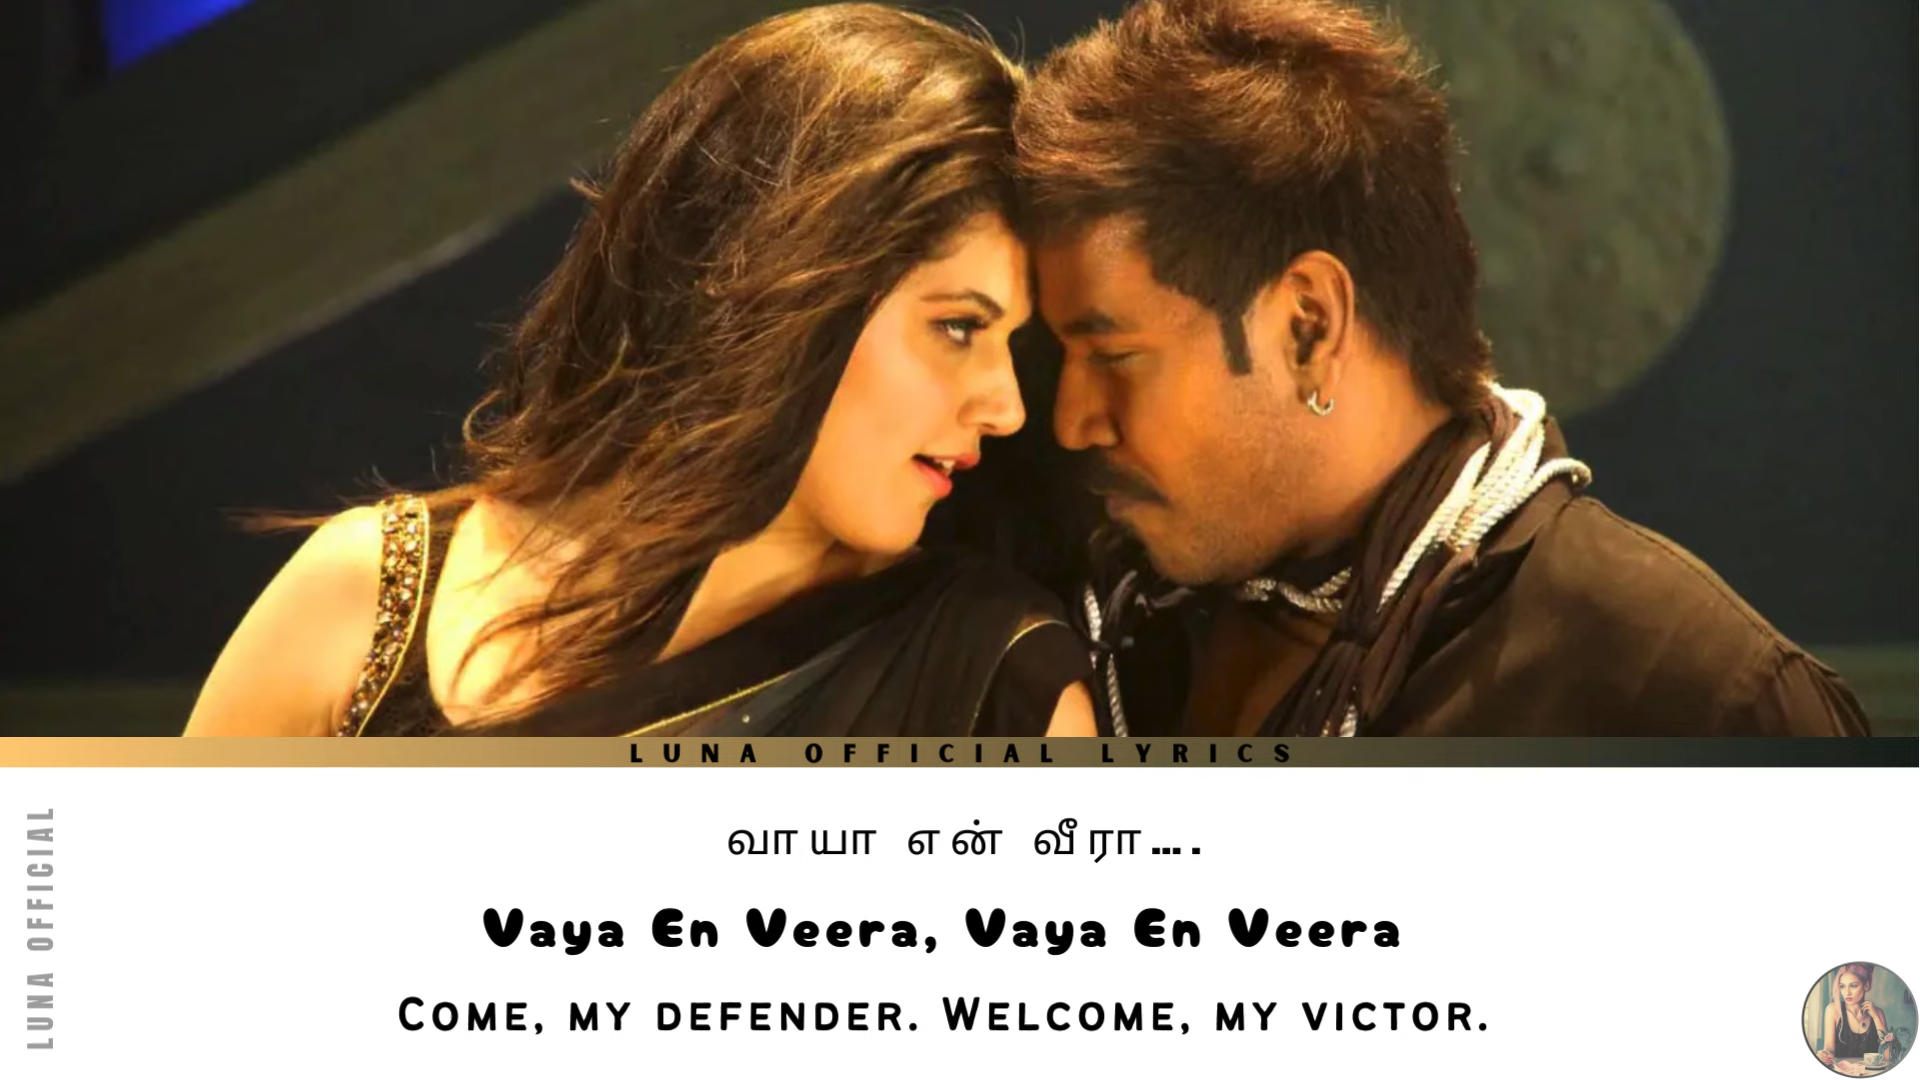 LUNA OFFICIAL LYRICS
LUNA OFFICIAL
வாயா என் வீரா....
Vaya En Veera, Vaya En Veera
COME, MY DEFENDER. WELCOME, MY VICTOR.